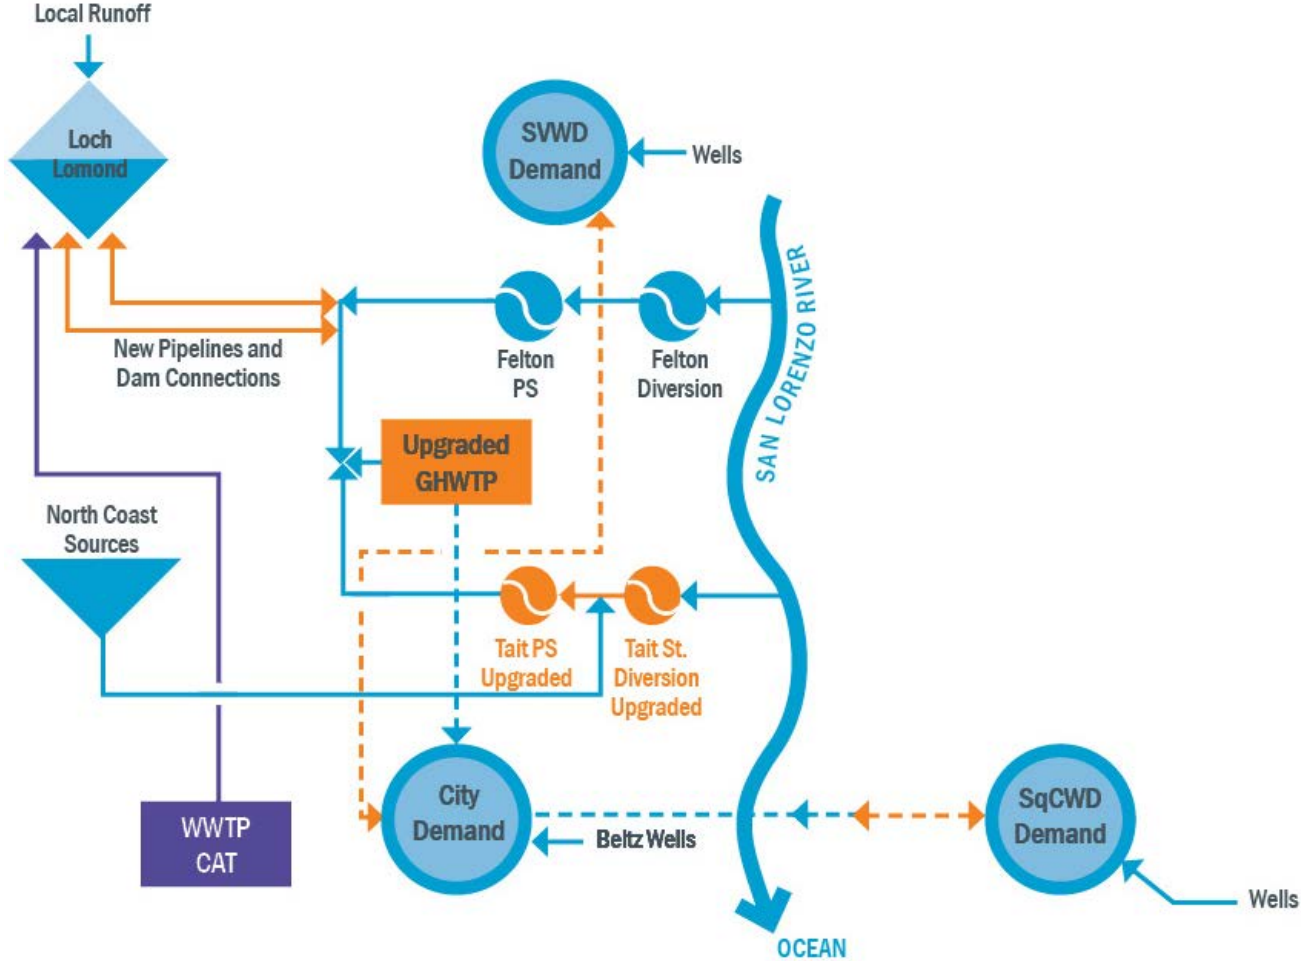 Local Runoff
Loch
Lomond
SVWD
Demand
Wells
SAN LORENZO RIVER
New Pipelines and
Dam Connections
Felton
PS
Felton
Diversion
Upgraded
GHWTP
North Coast
Sources
Tait PS
Upgraded
Tait St.
Diversion
Upgraded
WWTP
CAT
City
Demand
Beltz Wells
SqCWD
Demand
Wells
OCEAN